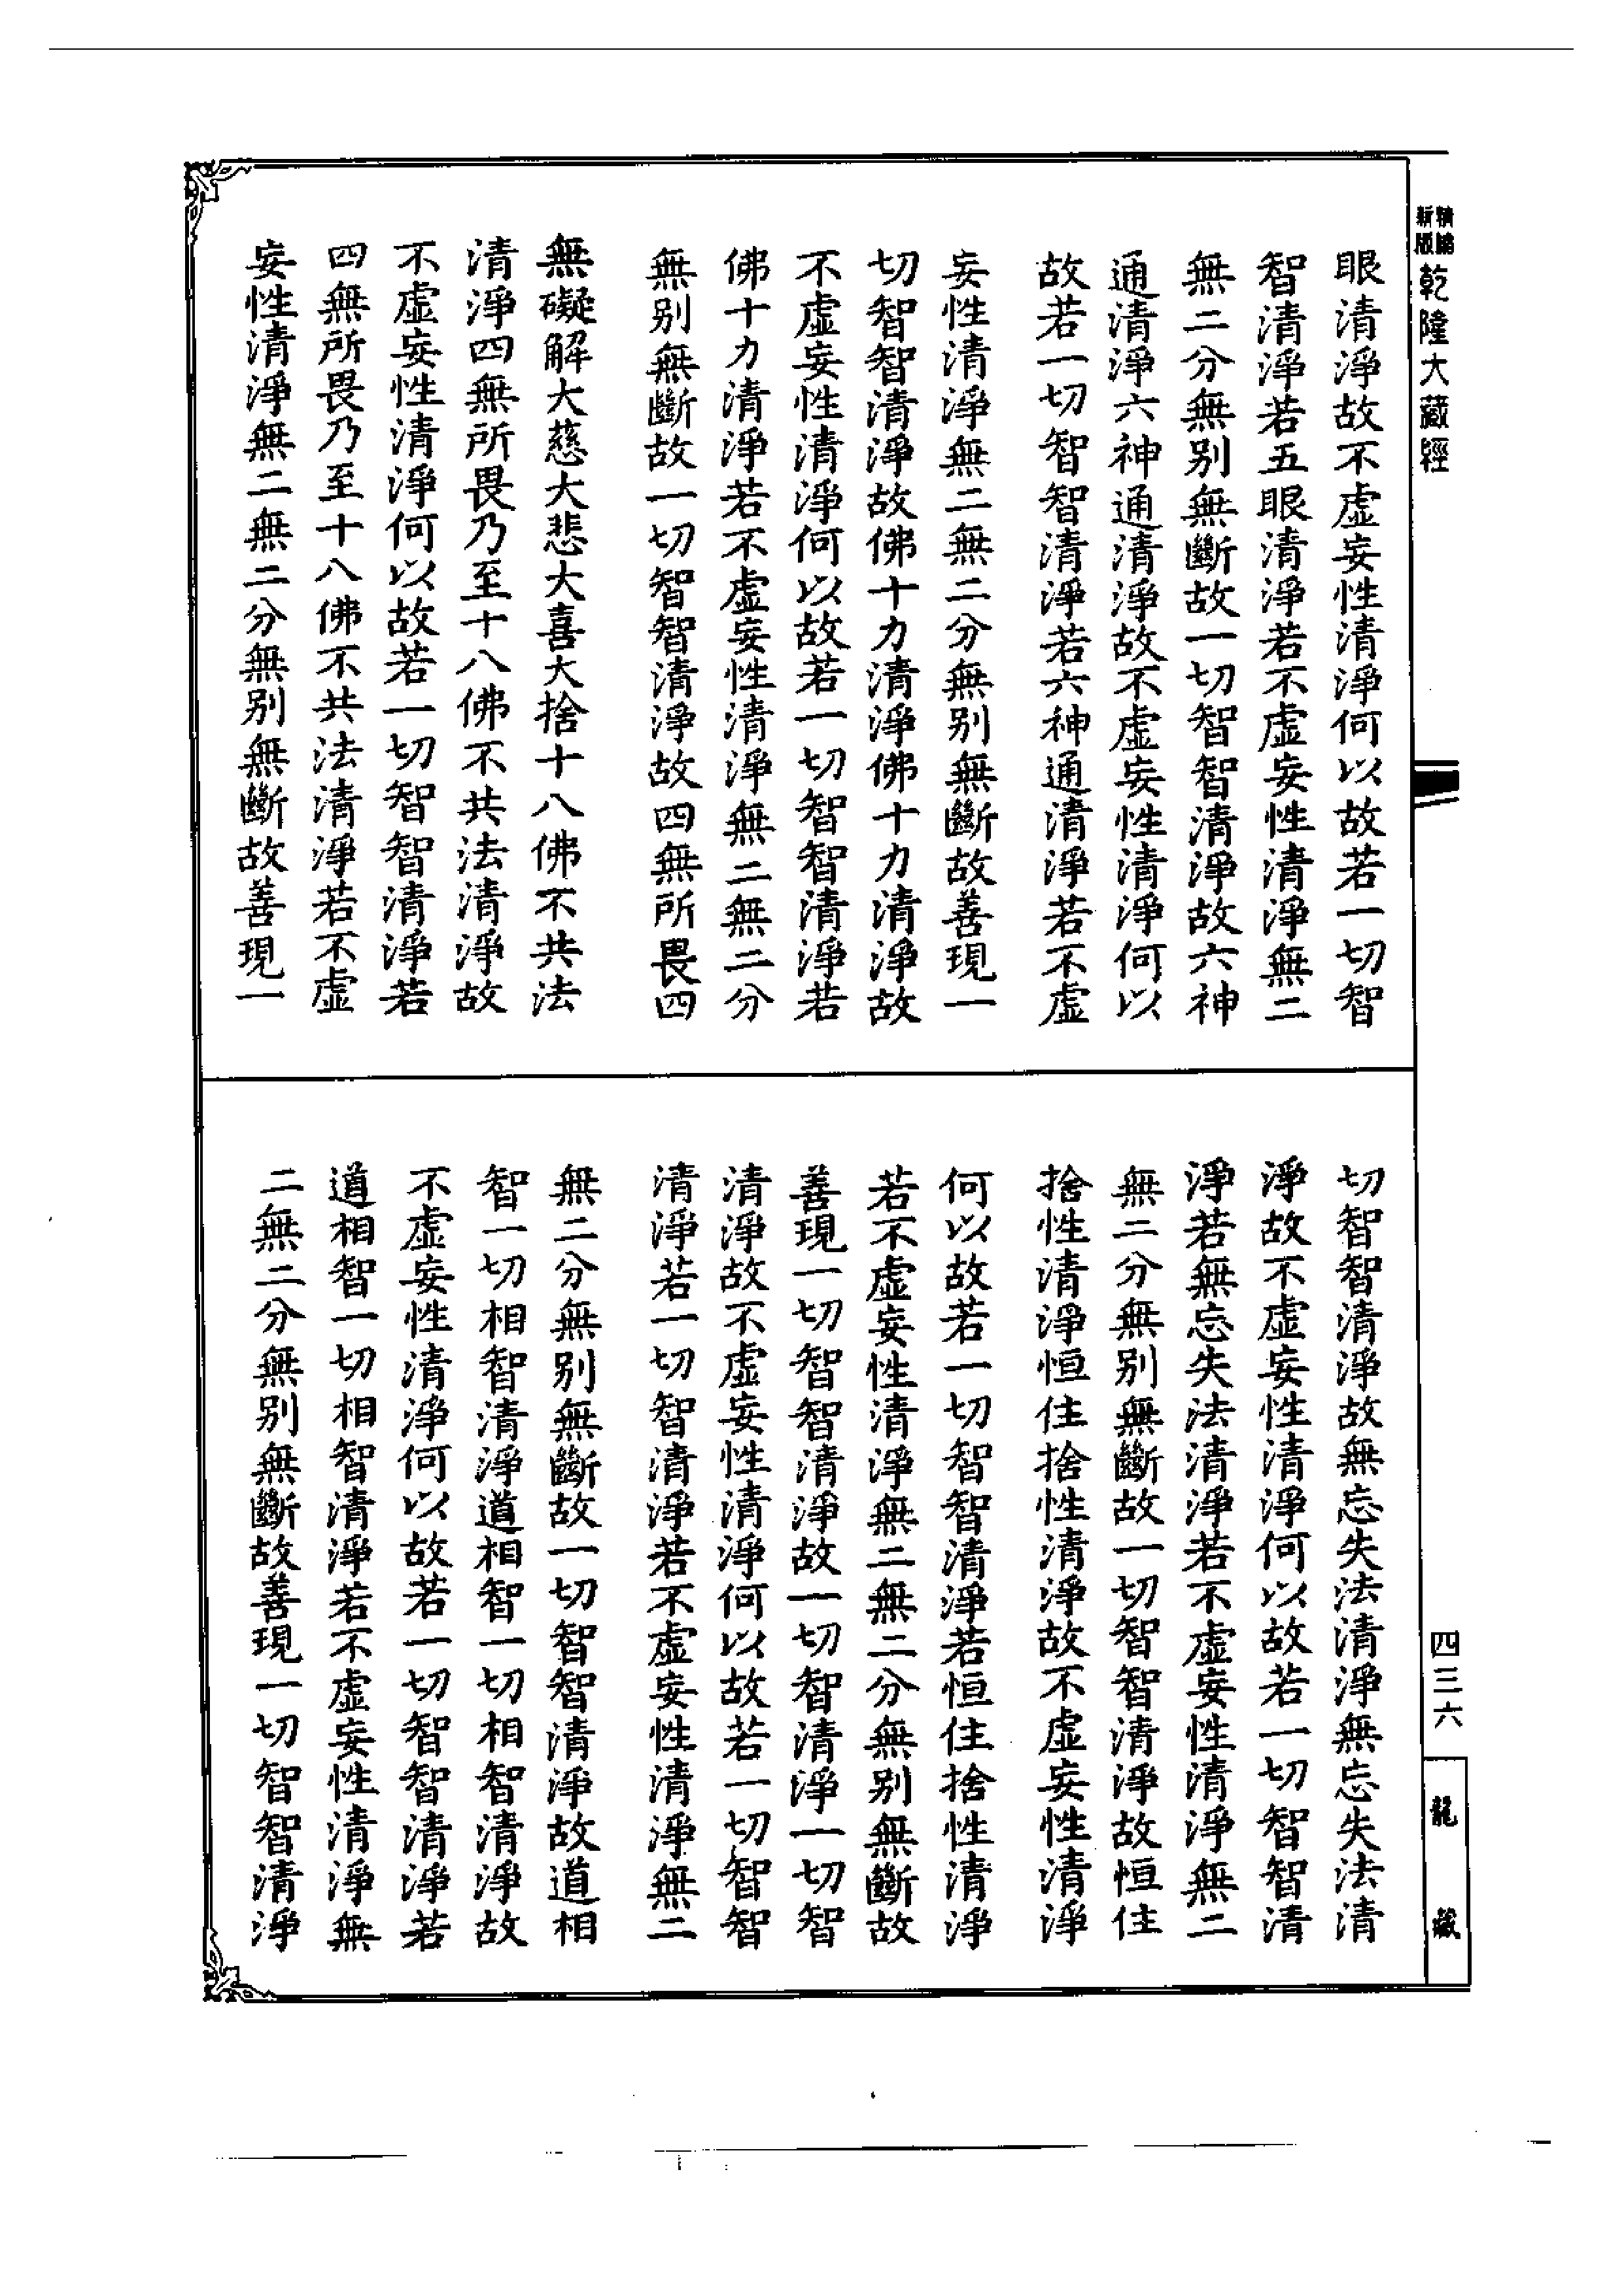 新版精編乾隆大藏經
眼清淨故不虛妄性清淨何以故若一切智
智清淨若五眼清淨若不虛妄性清淨無二
無二分無別無斷故一切智智清淨故六神
通清淨六神通清淨故不虛妄性清淨何以
故若一切智智清淨若六神通清淨若不虛
妄性清淨無二無二分無別無斷故善現一
切智智清淨故佛十力清淨佛十力清淨故
不虛妄性清淨何以故若一切智智清淨若
佛十力清淨若不虛妄性清淨無二無二分
無別無斷故一切智智清淨故四無所畏四
無礙解大慈大悲大喜大捨十八佛不共法
清淨四無所畏乃至十八佛不共法清淨故
不虛妄性清淨何以故若一切智智清淨若
四無所畏乃至十八佛不共法清淨若不虛
妄性清淨無二無二分無別無斷故善現一
切智智清淨故無忘失法清淨無忘失法清
淨故不虛妄性清淨何以故若一切智智清
淨若無忘失法清淨若不虛妄性清淨無二
無二分無別無斷故一切智智清淨故恒住
捨性清淨恒住捨性清淨故不虛妄性清淨
何以故若一切智智清淨若恒住捨性清淨
若不虛妄性清淨無二無二分無別無斷故
善現一切智智清淨故一切智清淨一切智
清淨故不虛妄性清淨何以故若一切智智
清淨若一切智清淨若不虛妄性清淨無二
無二分無別無斷故一切智智清淨故道相
智一切相智清淨道相智一切相智清淨故
不虛妄性清淨何以故若一切智智清淨若
道相智一切相智清淨若不虛妄性清淨無
二無二分無別無斷故善現一切智智清淨
四三六
龍藏